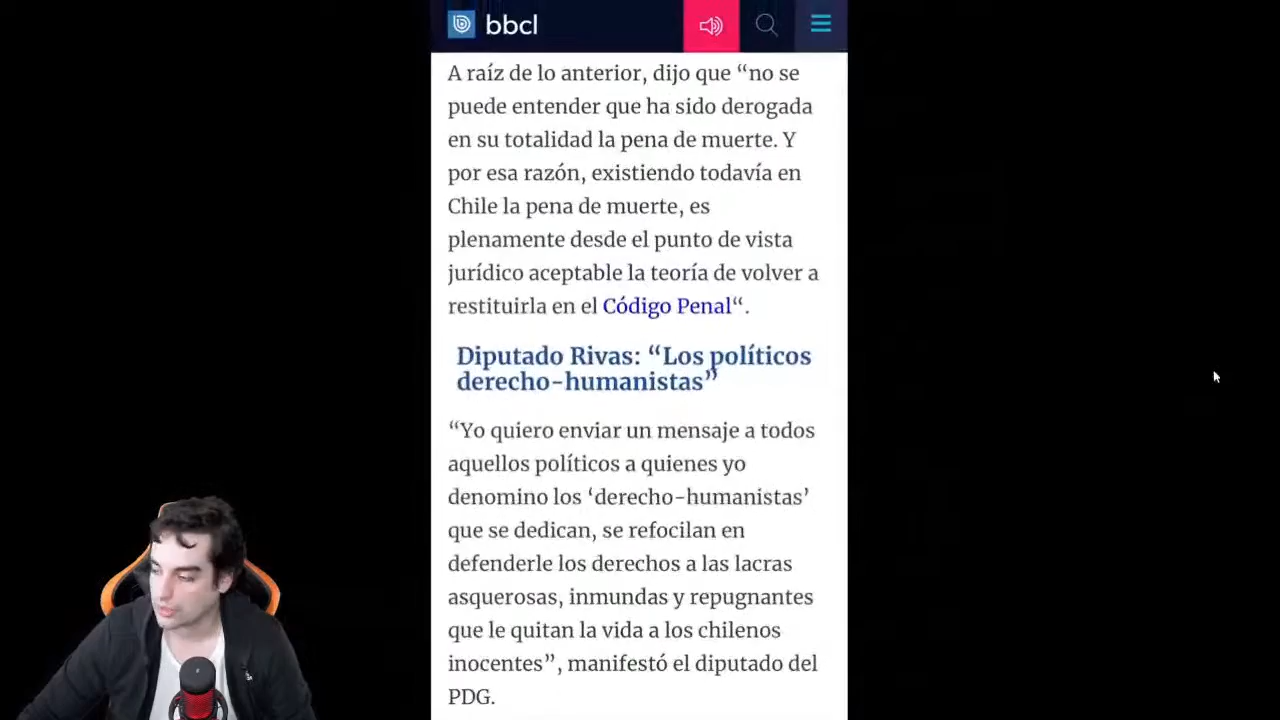 bbcl
A raíz de lo anterior, dijo que “no se
puede entender que ha sido derogada
en su totalidad la pena de muerte. Y
por esa razón, existiendo todavía en
Chile la pena de muerte, es
plenamente desde el punto de vista
jurídico aceptable la teoría de volver a
restituirla en el Código Penal“.
Diputado Rivas: “Los políticos
derecho-humanistas”
“Yo quiero enviar un mensaje a todos
aquellos políticos a quienes yo
denomino los ‘derecho-humanistas’
que se dedican, se refocilan en
defenderle los derechos a las lacras
asquerosas, inmundas y repugnantes
que le quitan la vida a los chilenos
inocentes”, manifestó el diputado del
PDG.